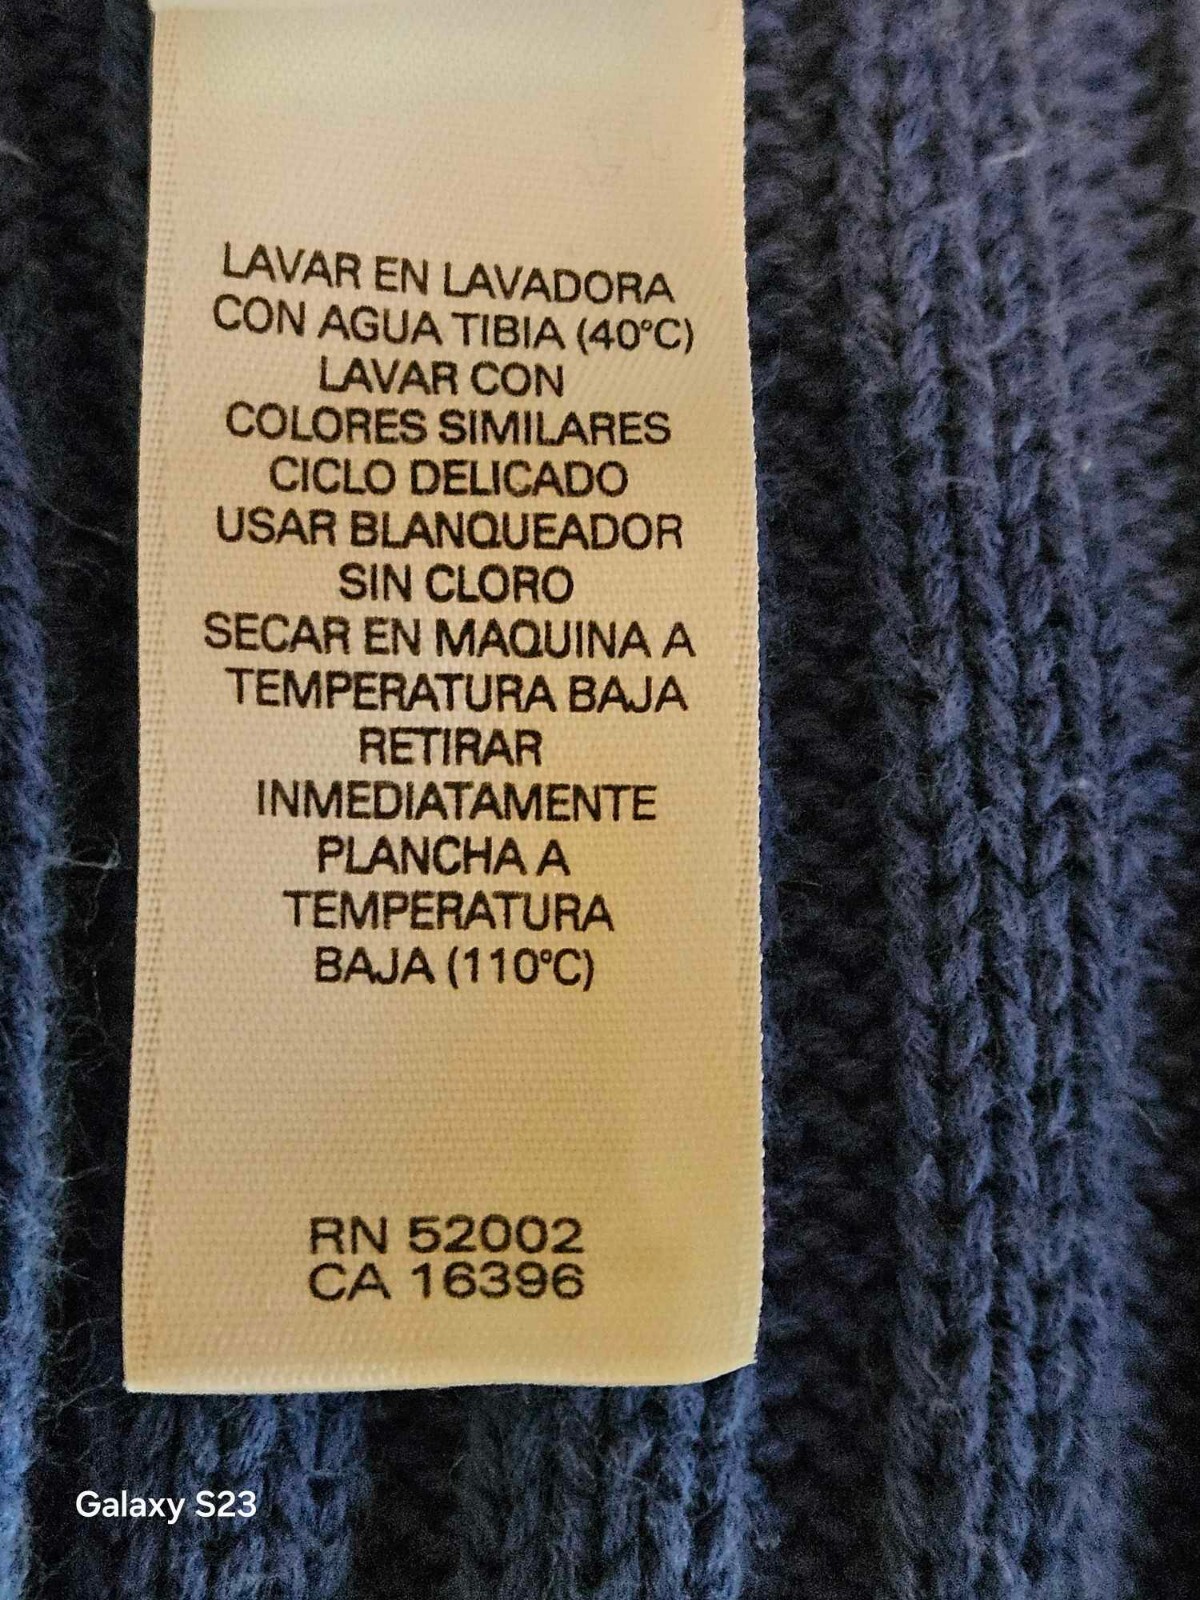 LAVAR EN LAVADORA
CON AGUA TIBIA (40°C)
LAVAR CON
COLORES SIMILARES
CICLO DELICADO
USAR BLANQUEADOR
SIN CLORO
SECAR EN MAQUINA A
TEMPERATURA BAJA
RETIRAR
INMEDIATAMENTE
PLANCHA A
TEMPERATURA
BAJA (110°C)
RN 52002
CA 16396
Galaxy S23